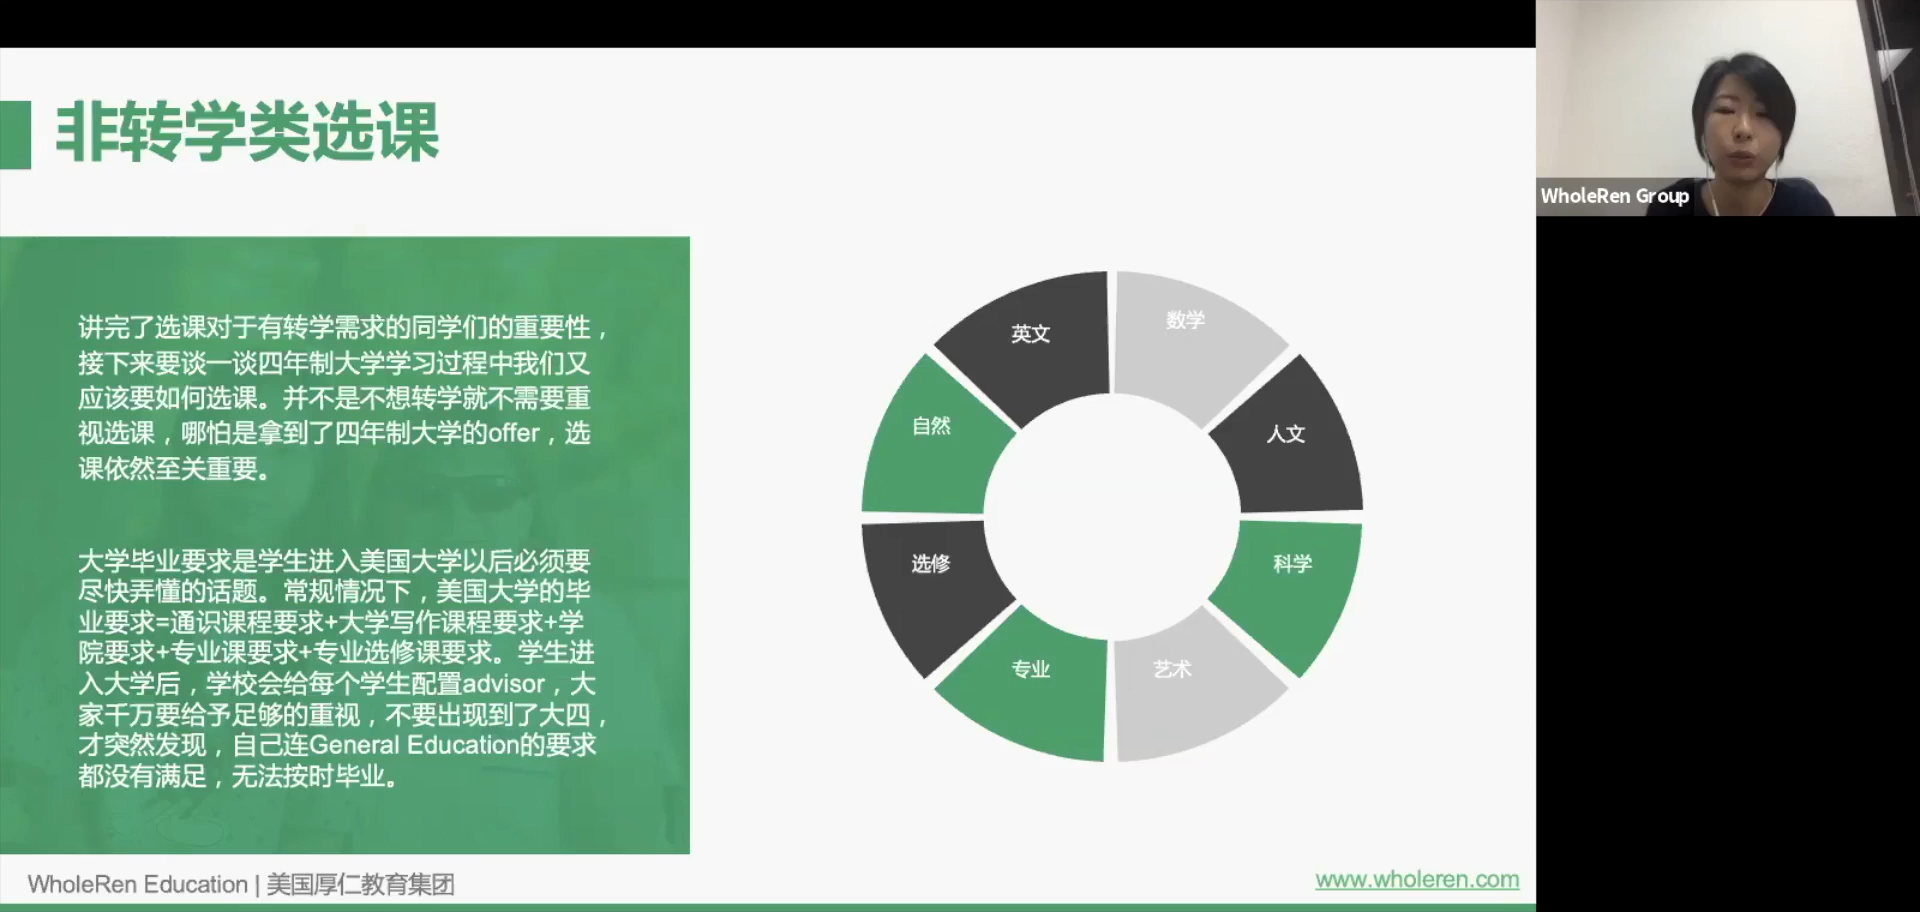 非转学类选课
讲完了选课对于有转学需求的同学们的重要性，
接下来要谈一谈四年制大学学习过程中我们又
应该要如何选课。并不是不想转学就不需要重
视选课，哪怕是拿到了四年制大学的offer，选
课依然至关重要。
大学毕业要求是学生进入美国大学以后必须要
尽快弄懂的话题。常规情况下，美国大学的毕
业要求=通识课程要求+大学写作课程要求+学
院要求+专业课要求+专业选修课要求。学生进
入大学后，学校会给每个学生配置advisor，大
家千万要给予足够的重视，不要出现到了大四，
才突然发现，自己连General Education的要求
都没有满足，无法按时毕业。
英文
数学
自然
人文
选修
科学
专业
艺术
WholeRen Education | 美国厚仁教育集团
www.wholeren.com
WholeRen Group